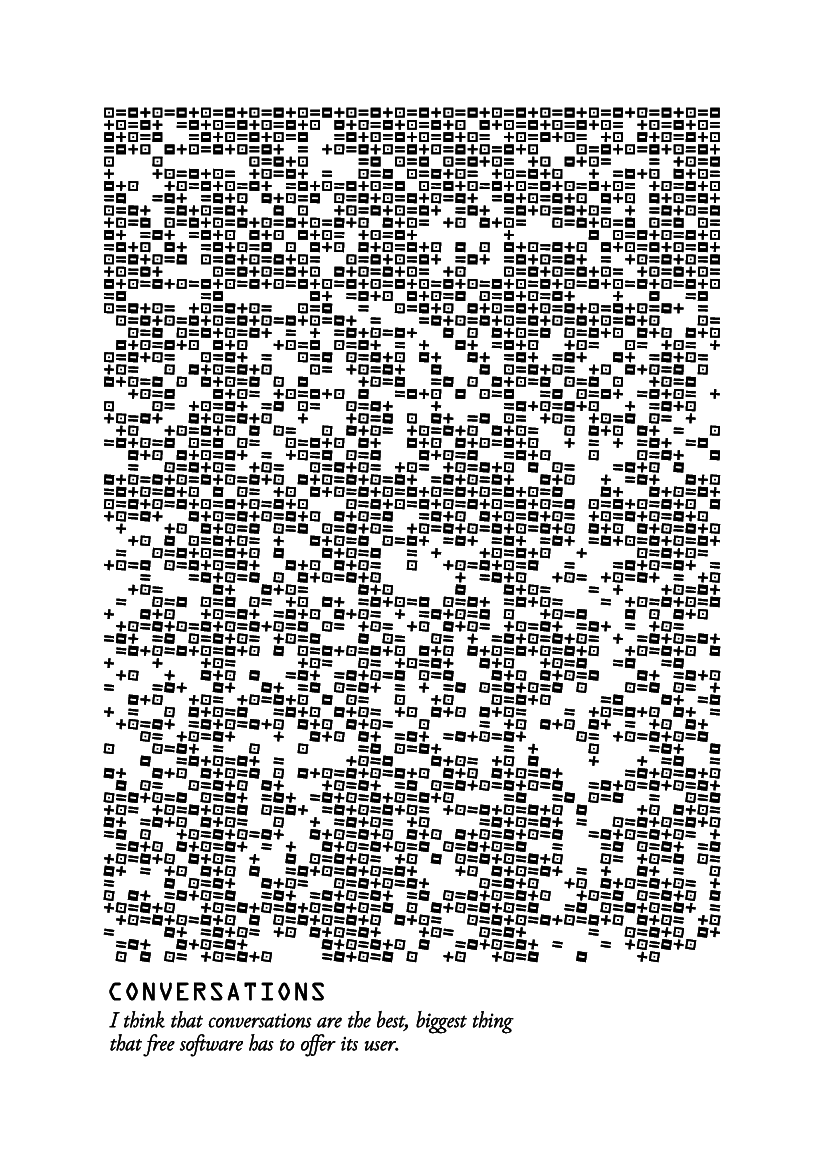 CONVERSATIONS
I think that conversations are the best, biggest thing
that free software has to offer its user.